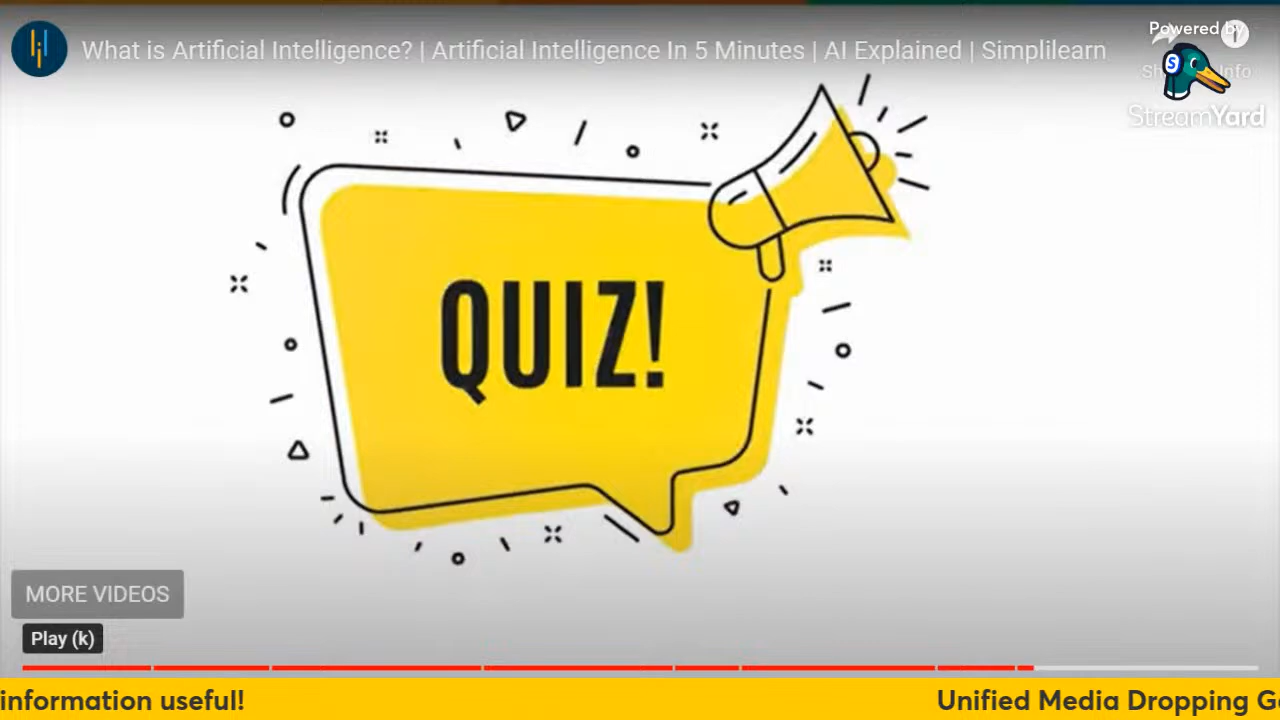 What is Artificial Intelligence? | Artificial Intelligence In 5 Minutes | AI Explained | Simplilearn
Powered by
Info
StreamYard
QUIZ!
MORE VIDEOS
Play (k)
information useful!
Unified Media Dropping